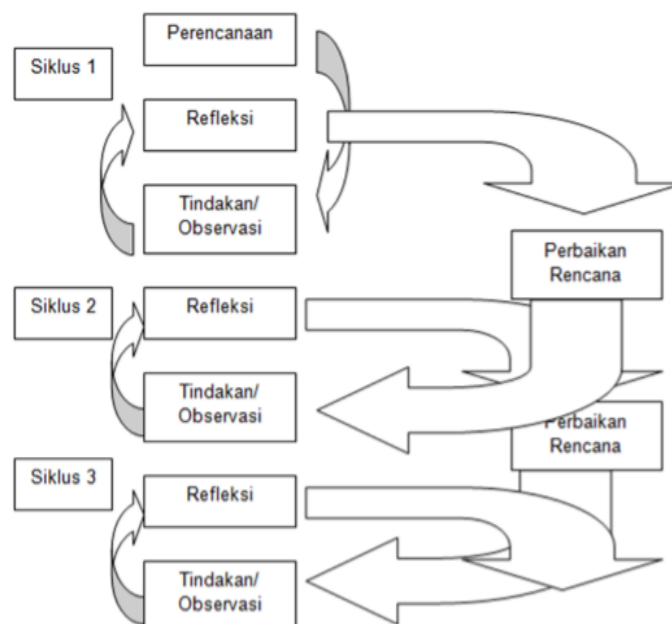 Perencanaan
Siklus 1
Refleksi
Tindakan/
Observasi
Perbaikan
Rencana
Siklus 2
Refleksi
Tindakan/
Observasi
Perbaikan
Rencana
Siklus 3
Refleksi
Tindakan/
Observasi